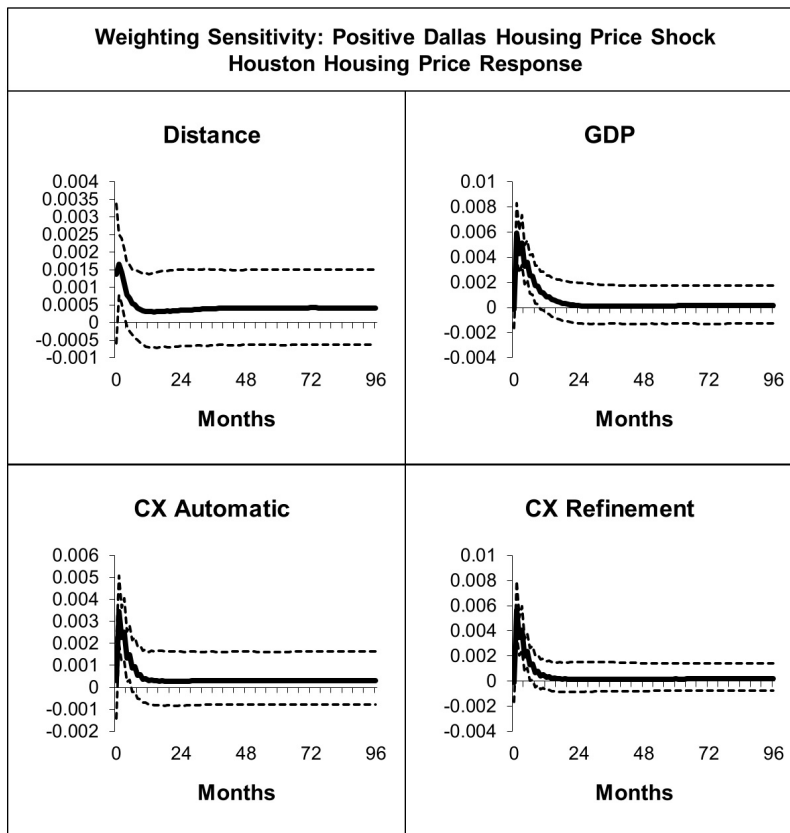 Weighting Sensitivity: Positive Dallas Housing Price Shock
Houston Housing Price Response
Distance
0.004
0.0035
0.003
0.0025
0.002
0.0015
0.001
0.0005
0
-0.0005
-0.001
0 24 48 72 96
Months
GDP
0.01
0.008
0.006
0.004
0.002
0
-0.002
-0.004
0 24 48 72 96
Months
CX Automatic
0.006
0.005
0.004
0.003
0.002
0.001
0
-0.001
-0.002
0 24 48 72 96
Months
CX Refinement
0.01
0.008
0.006
0.004
0.002
0
-0.002
-0.004
0 24 48 72 96
Months